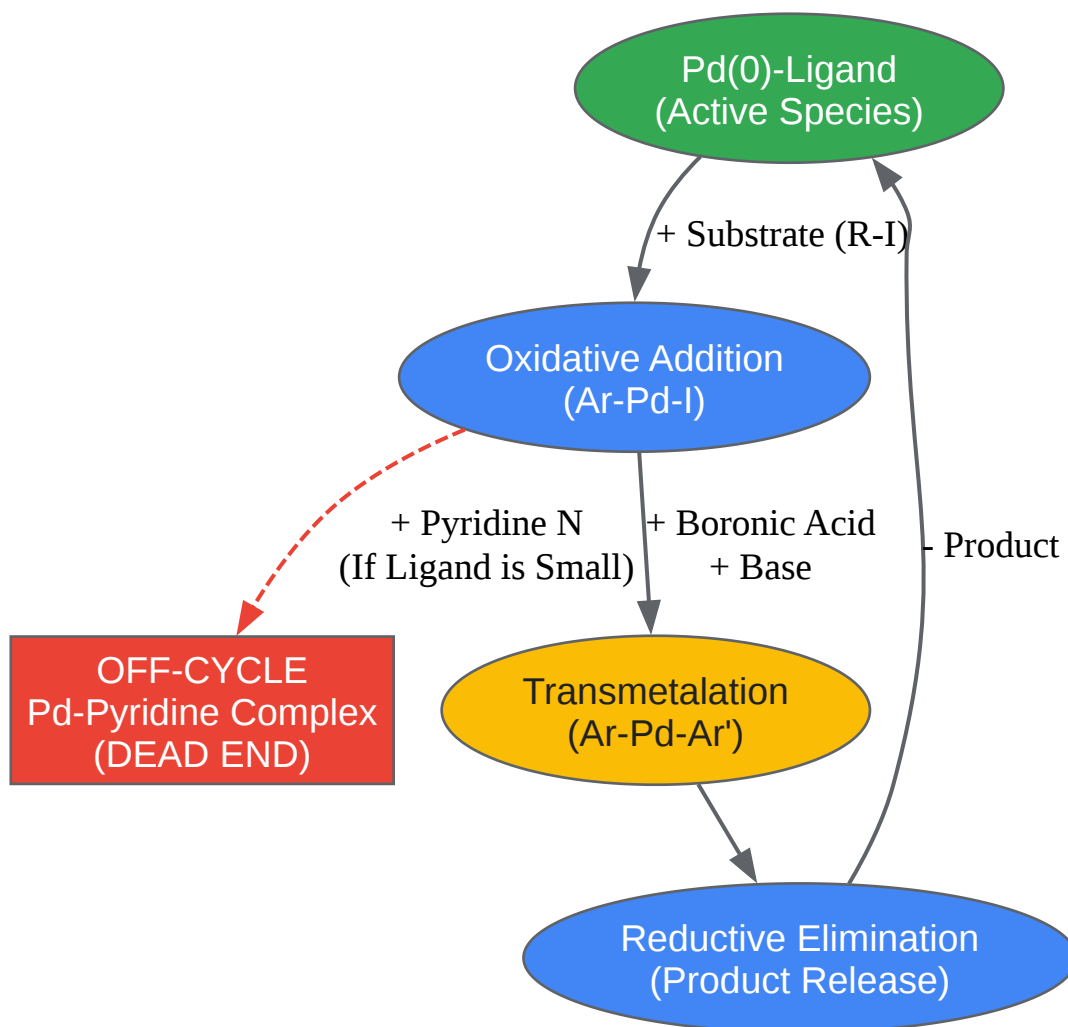 Pd(0)-Ligand
(Active Species)
+ Substrate (R-I)
Oxidative Addition
(Ar-Pd-I)
+ Pyridine N
(If Ligand is Small)
+ Boronic Acid
+ Base
- Product
OFF-CYCLE
Pd-Pyridine Complex
(DEAD END)
Transmetalation
(Ar-Pd-Ar')
Reductive Elimination
(Product Release)